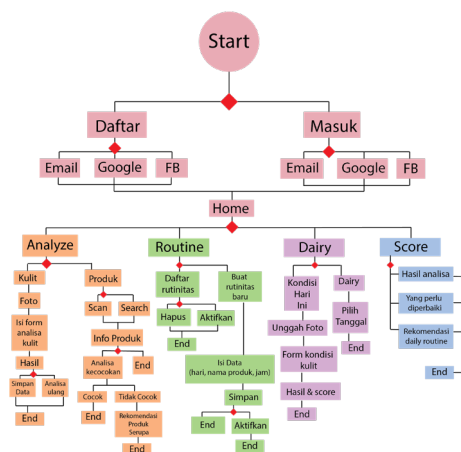 Start
Daftar
Masuk
Email
Google
FB
Email
Google
FB
Home
Analyze
Routine
Dairy
Score
Kulit
Produk
Foto
Scan
Search
Isi form
analisa
kulit
Info Produk
Hasil
Analisa
kecocokan
End
Simpan
Data
Analisa
ulang
End
Cocok
Tidak Cocok
End
Rekomendasi
Produk
Serupa
End
Daftar
rutinitas
Buat
rutinitas
baru
Hapus
Aktifkan
End
Isi Data
(hari, nama produk, jam)
Simpan
End
Aktifkan
End
Kondisi
Hari
Ini
Dairy
Unggah Foto
Pilih
Tanggal
Form kondisi
kulit
End
Hasil & score
End
Hasil analisa
Yang perlu
diperbaiki
Rekomendasi
daily routine
End